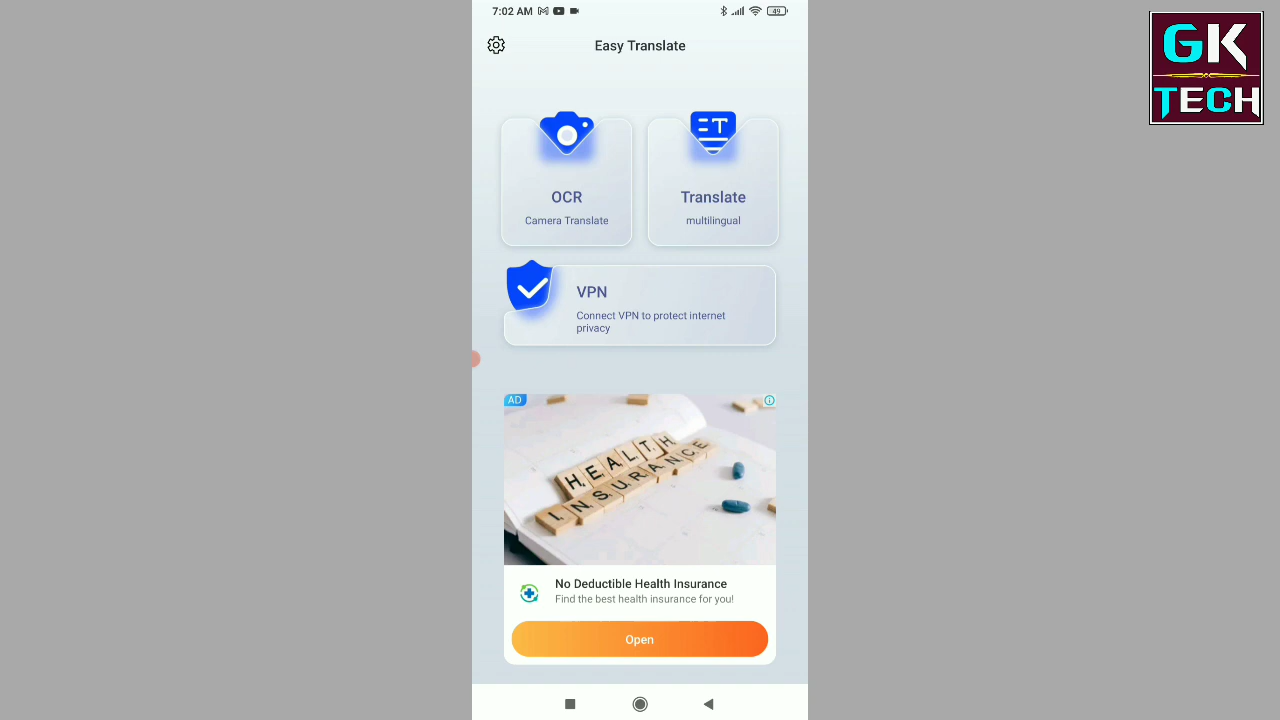 7:02 AM
49
Easy Translate
GK
TECH
OCR
Camera Translate
Translate
multilingual
VPN
Connect VPN to protect internet
privacy
AD
HEALTH
INSURANCE
No Deductible Health Insurance
Find the best health insurance for you!
Open